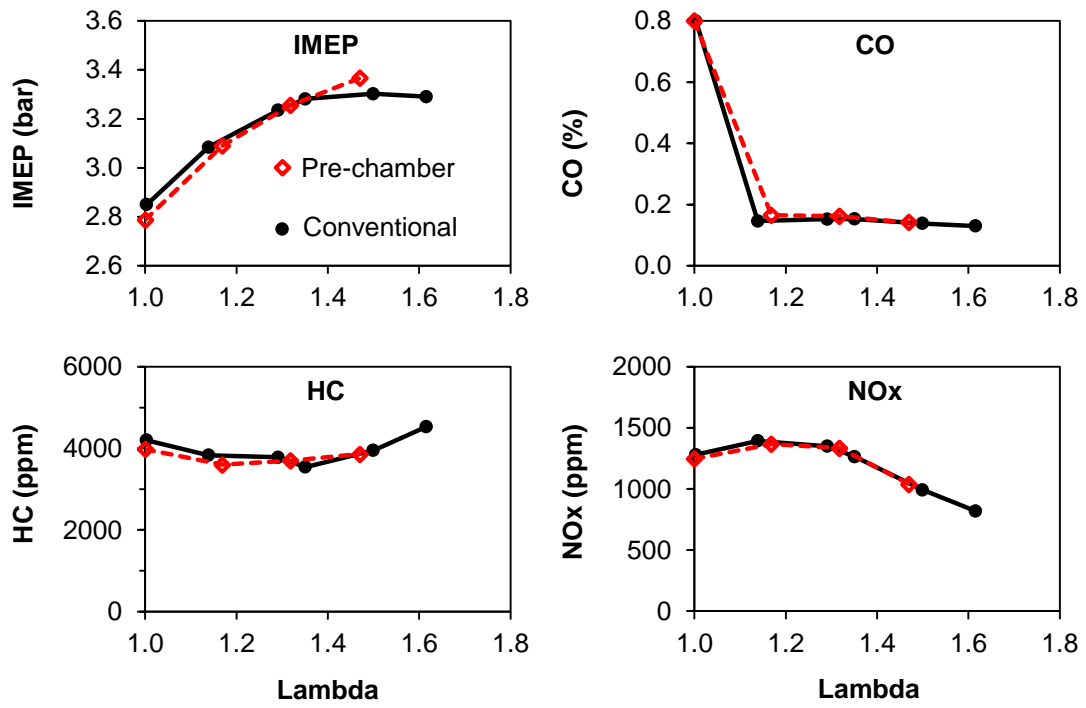 IMEP
IMEP (bar)
3.6
3.4
3.2
3.0
2.8
2.6
Pre-chamber
Conventional
1.0 1.2 1.4 1.6 1.8
CO
CO (%)
0.8
0.6
0.4
0.2
0.0
1.0 1.2 1.4 1.6 1.8
HC
HC (ppm)
6000
4000
2000
0
1.0 1.2 1.4 1.6 1.8
Lambda
NOx
NOx (ppm)
2000
1500
1000
500
0
1.0 1.2 1.4 1.6 1.8
Lambda